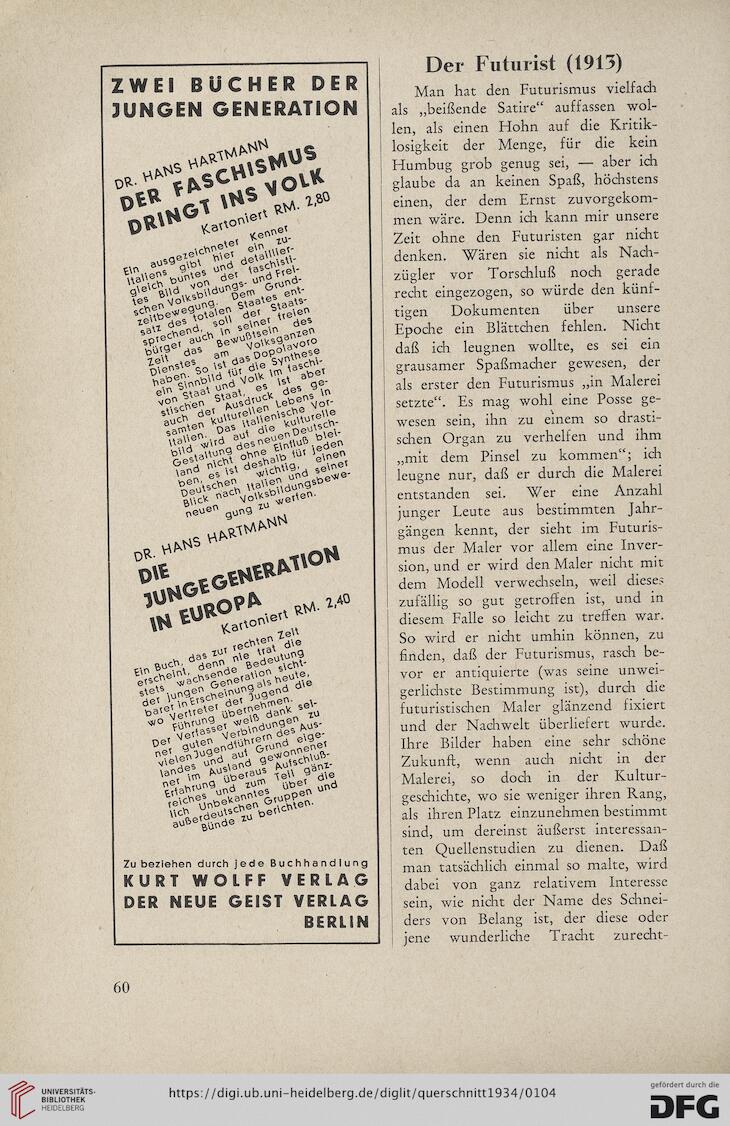 ZWEI BÜCHER DER
JUNGEN GENERATION
DR. HANS HARTMANN
DER FASCHISMUS
DRINGT INS VOLK
Kartoniert RM. 2,80
Ein ausgezeichneter Kenner
Italiens gibt hier ein zu-
gleich buntes und detaillier-
tes Bild von der faschisti-
schen Volksbildungs- und Frei-
zeitbewegung. Dem Grund-
satz des totalen Staates ent-
sprechend, soll der Staats-
bürger auch in seiner freien
Zeit das Bewußtsein des
Dienstes am Volksganzen
haben. So ist das Dopolavoro
ein Sinnbild für die Synthese
von Staat und Volk im faschi-
stischen Staat, es ist aber
auch der Ausdruck des ge-
samten kulturellen Lebens in
Italien. Das italienische Vor-
bild wird auf die kulturelle
Gestaltung des neuen Deutsch-
land nicht ohne Einfluß blei-
ben, es ist deshalb für jeden
Deutschen wichtig, einen
Blick nach Italien und seiner
neuen Volksbildungsbewe-
gung zu werfen.
DR. HANS HARTMANN
DIE
JUNGE GENERATION
IN EUROPA
Kartoniert RM. 2,40
Ein Buch, das zur rechten Zeit
erscheint, denn nie trat die
stets wachsende Bedeutung
der jungen Generation sicht-
barer in Erscheinung als heute,
wo Vertreter der Jugend die
Führung übernehmen.
Der Verfasser weiß dank sei-
ner guten Verbindungen zu
vielen Jugendführern des Aus-
landes und auf Grund eige-
ner im Ausland gewonnener
Erfahrung überaus Aufschluß-
reiches und zum Teil gänz-
lich Unbekanntes über die
außerdeutschen Gruppen und
Bünde zu berichten.
Zu beziehen durch jede Buchhandlung
KURT WOLFF VERLAG
DER NEUE GEIST VERLAG
BERLIN
Der Futurist (1913)
Man hat den Futurismus vielfach
als „beißende Satire“ auffassen wol-
len, als einen Hohn auf die Kritik-
losigkeit der Menge, für die kein
Humbug grob genug sei, — aber ich
glaube da an keinen Spaß, höchstens
einen, der dem Ernst zuvorgekom-
men wäre. Denn ich kann mir unsere
Zeit ohne den Futuristen gar nicht
denken. Wären sie nicht als Nach-
zügler vor Torschluß noch gerade
recht eingezogen, so würde den künf-
tigen Dokumenten über unsere
Epoche ein Blättchen fehlen. Nicht
daß ich leugnen wollte, es sei ein
grausamer Spaßmacher gewesen, der
als erster den Futurismus „in Malerei
setzte“. Es mag wohl eine Posse ge-
wesen sein, ihn zu einem so drasti-
schen Organ zu verhelfen und ihm
„mit dem Pinsel zu kommen“; ich
leugne nur, daß er durch die Malerei
entstanden sei. Wer eine Anzahl
junger Leute aus bestimmten Jahr-
gängen kennt, der sieht im Futuris-
mus der Maler vor allem eine Inver-
sion, und er wird den Maler nicht mit
dem Modell verwechseln, weil dieses
zufällig so gut getroffen ist, und in
diesem Falle so leicht zu treffen war.
So wird er nicht umhin können, zu
finden, daß der Futurismus, rasch be-
vor er antiquierte (was seine unwei-
gerlichste Bestimmung ist), durch die
futuristischen Maler glänzend fixiert
und der Nachwelt überliefert wurde.
Ihre Bilder haben eine sehr schöne
Zukunft, wenn auch nicht in der
Malerei, so doch in der Kultur-
geschichte, wo sie weniger ihren Rang,
als ihren Platz einzunehmen bestimmt
sind, um dereinst äußerst interessan-
ten Quellenstudien zu dienen. Daß
man tatsächlich einmal so malte, wird
dabei von ganz relativem Interesse
sein, wie nicht der Name des Schnei-
ders von Belang ist, der diese oder
jene wunderliche Tracht zurecht-
60
UNIVERSITÄTS-
BIBLIOTHEK
HEIDELBERG
https://digi.ub.uni-heidelberg.de/diglit/querschnitt1934/0104
gefördert durch die
DFG